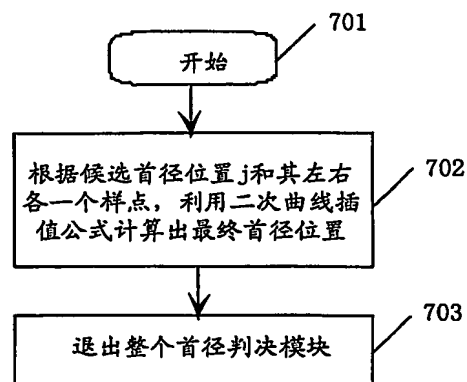 701
开始
702
根据候选首径位置j和其左右
各一个样点，利用二次曲线插
值公式计算出最终首径位置
703
退出整个首径判决模块